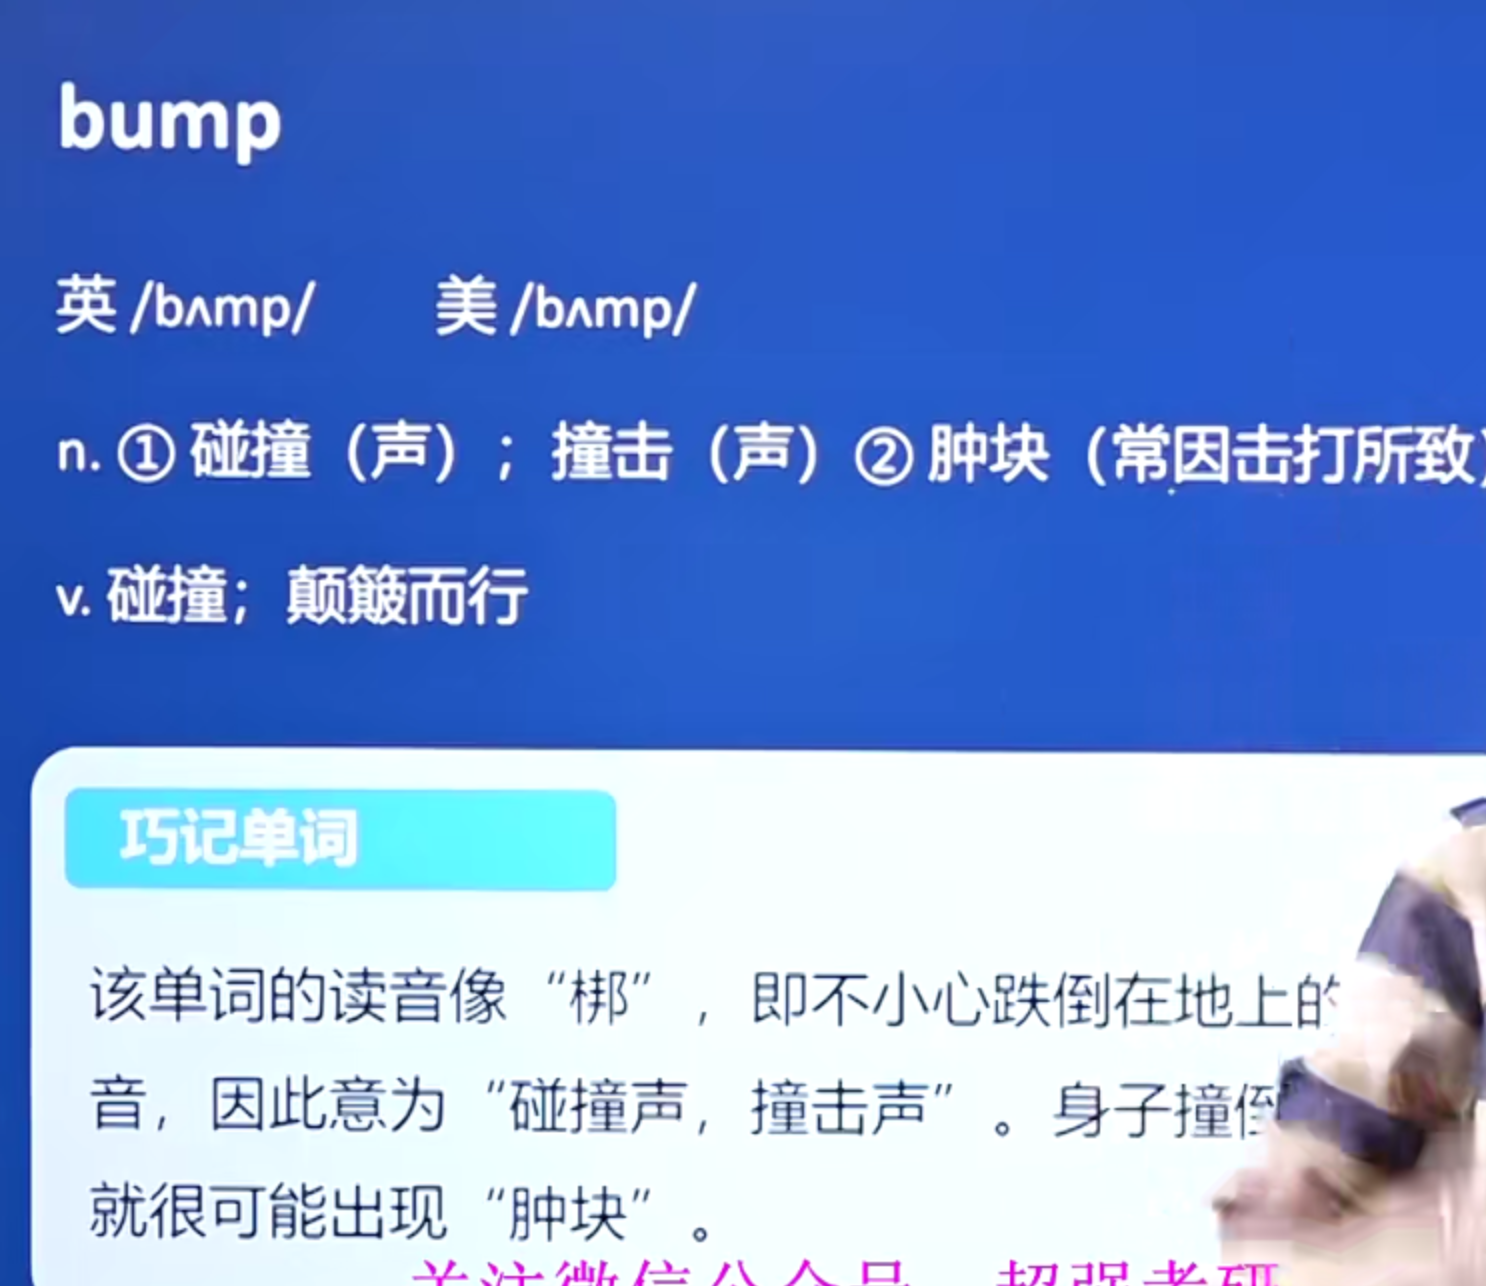 bump
英 /bʌmp/ 美 /bʌmp/
n. ① 碰撞（声）；撞击（声）② 肿块（常因击打所致）
v. 碰撞；颠簸而行
巧记单词
该单词的读音像“梆”，即不小心跌倒在地上的
音，因此意为“碰撞声，撞击声”。身子撞倒
就很可能出现“肿块”。
关注微信公众号 超强考研